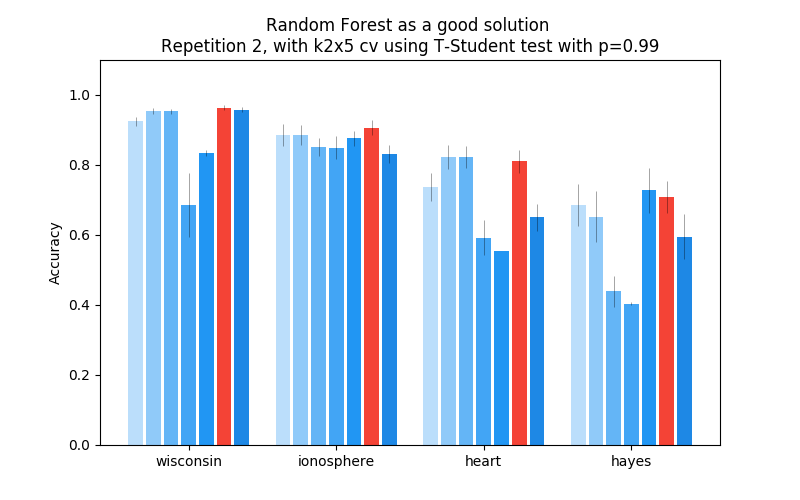 Random Forest as a good solution
Repetition 2, with k2x5 cv using T-Student test with p=0.99
1.0
0.8
0.6
0.4
0.2
0.0
Accuracy
wisconsin
ionosphere
heart
hayes